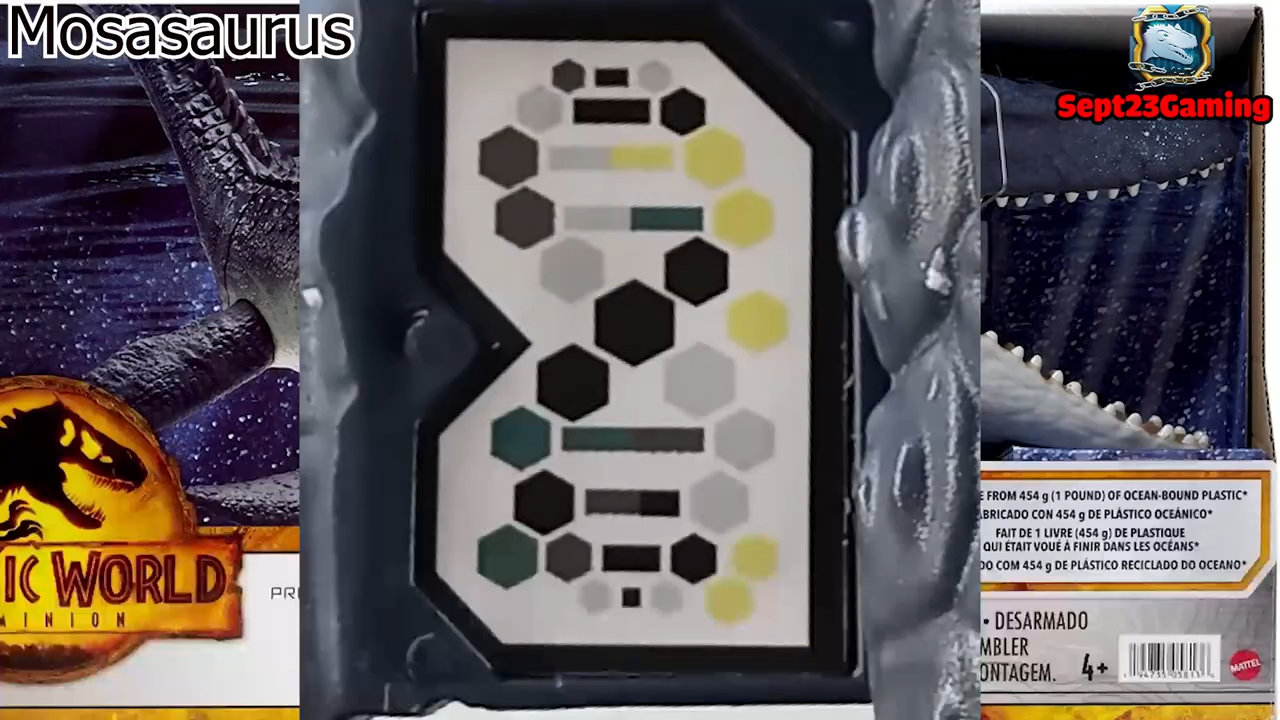 Mosasaurus
Sept23Gaming
E FROM 454 g (1 POUND) OF OCEAN-BOUND PLASTIC*
BRICADO CON 454 g DE PLÁSTICO OCEÁNICO*
FAIT DE 1 LIVRE (454 g) DE PLASTIQUE
QUI ÉTAIT VOUÉ À FINIR DANS LES OCÉANS*
DO COM 454 g DE PLÁSTICO RECICLADO DO OCEANO*
IC WORLD
MINION
PR
• DESARMADO
MBLER
ONTAGEM.
4+
MATTEL